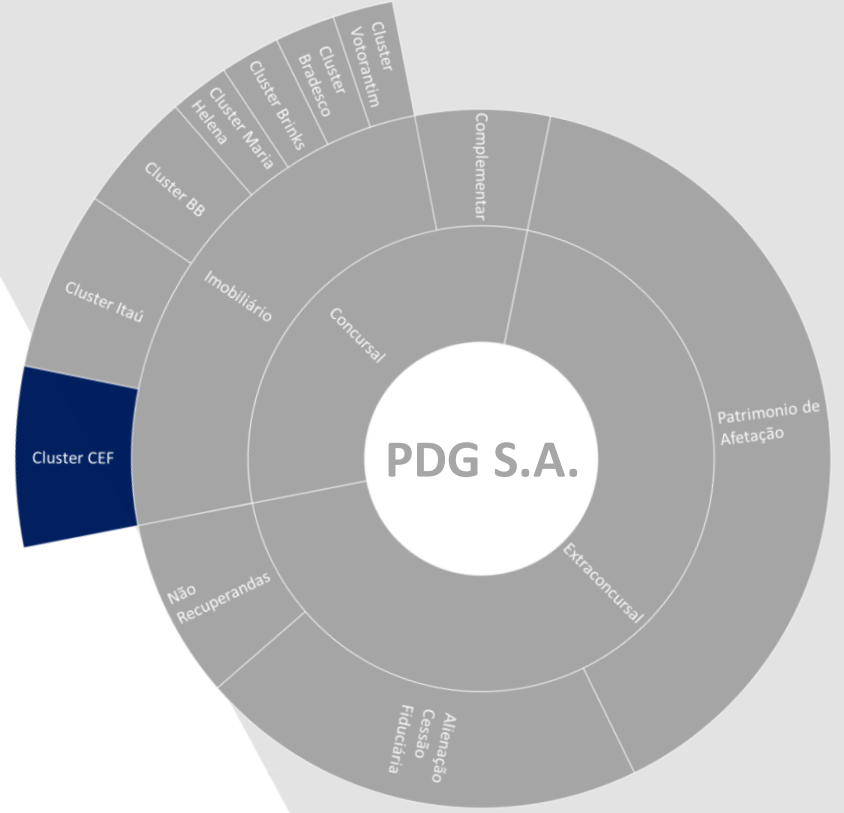 Cluster
Votorantim
Cluster
Bradesco
Cluster Brinks
Cluster Maria
Helena
Cluster BB
Cluster Itaú
Cluster CEF
Complementar
Imobiliário
Concursal
PDG S.A.
Patrimonio de
Afetação
Extraconcursal
Não
Recuperandas
Alienação
Cessão
Fiduciária